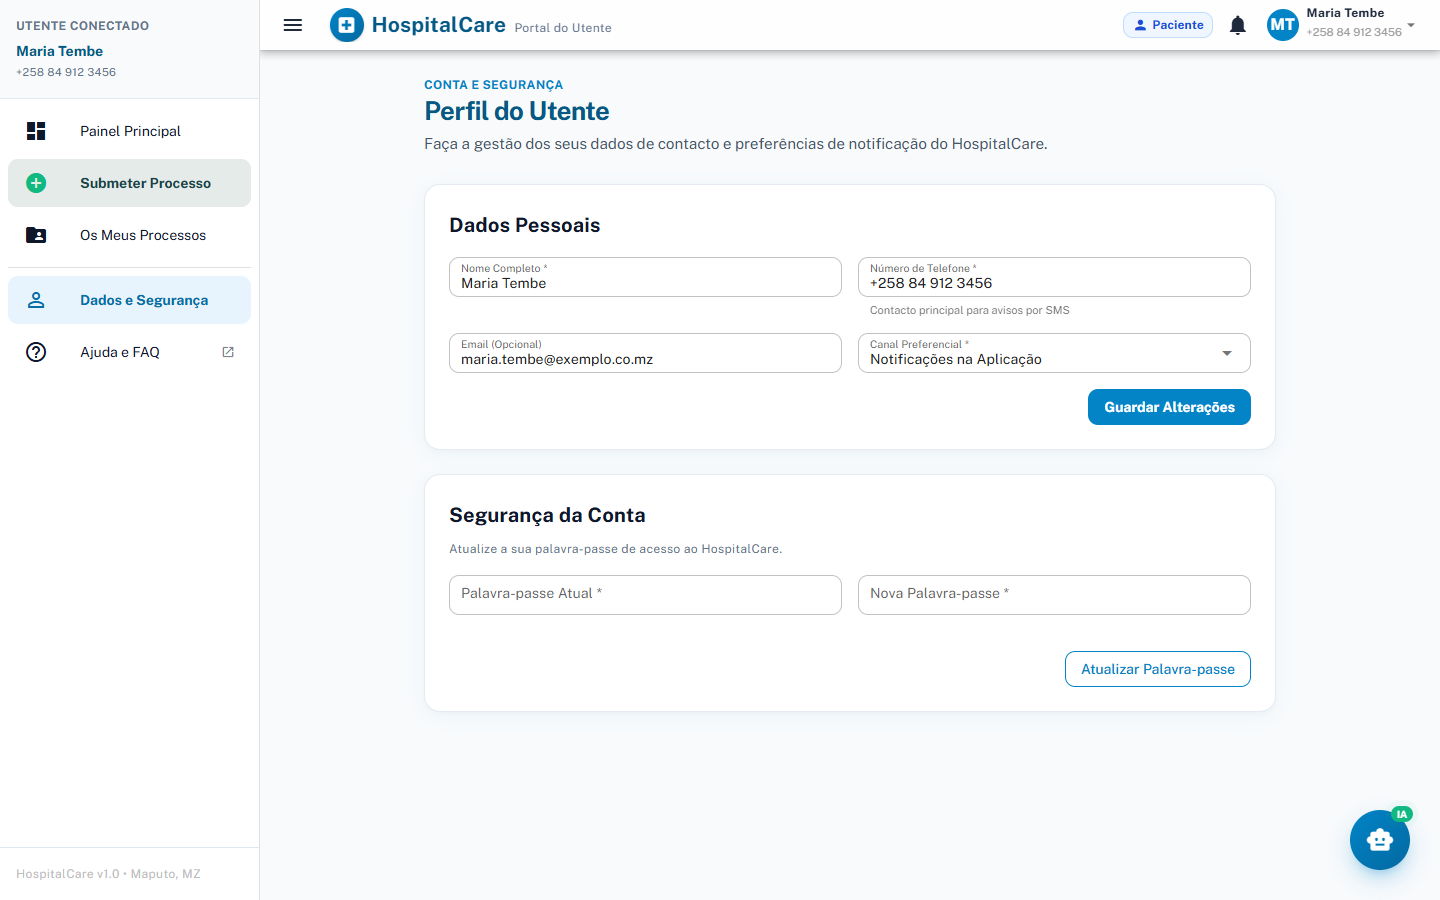 UTENTE CONECTADO
Maria Tembe
+258 84 912 3456
Painel Principal
Submeter Processo
Os Meus Processos
Dados e Segurança
Ajuda e FAQ
HospitalCare v1.0 • Maputo, MZ
HospitalCare Portal do Utente
Paciente
MT
Maria Tembe
+258 84 912 3456
CONTA E SEGURANÇA
Perfil do Utente
Faça a gestão dos seus dados de contacto e preferências de notificação do HospitalCare.
Dados Pessoais
Nome Completo *
Maria Tembe
Número de Telefone *
+258 84 912 3456
Contacto principal para avisos por SMS
Email (Opcional)
maria.tembe@exemplo.co.mz
Canal Preferencial *
Notificações na Aplicação
Guardar Alterações
Segurança da Conta
Atualize a sua palavra-passe de acesso ao HospitalCare.
Palavra-passe Atual *
Nova Palavra-passe *
Atualizar Palavra-passe
IA